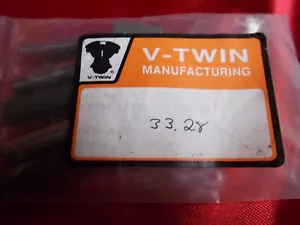 V-TWIN
V-TWIN
MANUFACTURING
33.28